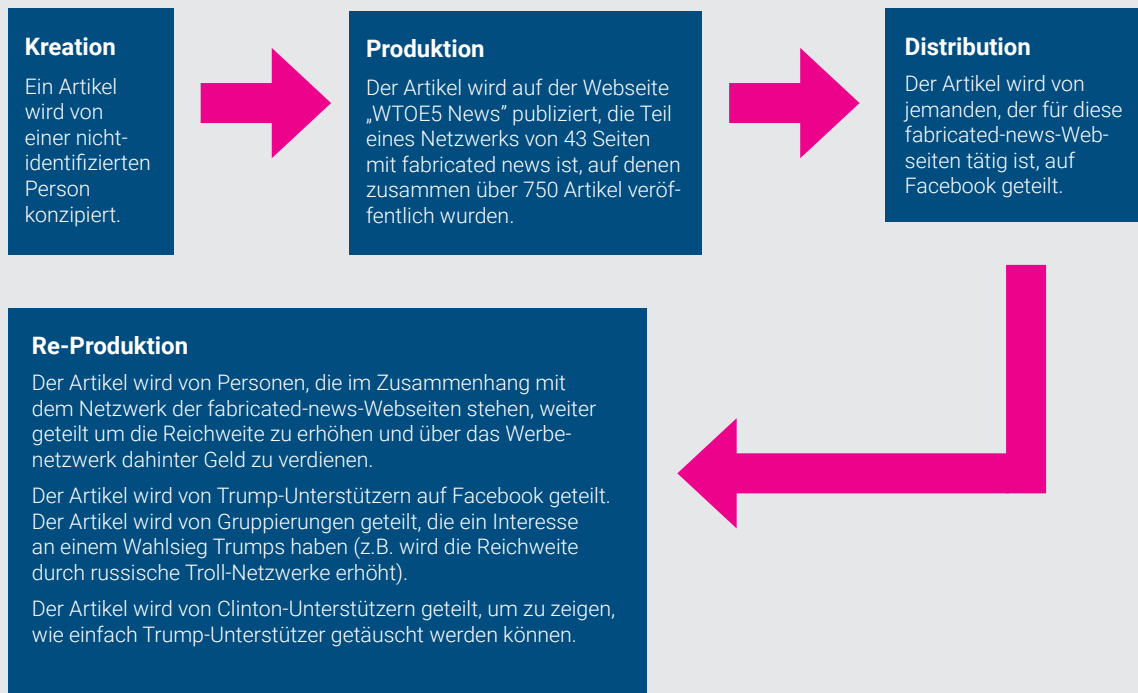 Kreation
Ein Artikel
wird von
einer nicht-
identifizierten
Person
konzipiert.
Produktion
Der Artikel wird auf der Webseite
„WTOE5 News” publiziert, die Teil
eines Netzwerks von 43 Seiten
mit fabricated news ist, auf denen
zusammen über 750 Artikel veröf-
fentlich wurden.
Distribution
Der Artikel wird von
jemanden, der für diese
fabricated-news-Web-
seiten tätig ist, auf
Facebook geteilt.
Re-Produktion
Der Artikel wird von Personen, die im Zusammenhang mit
dem Netzwerk der fabricated-news-Webseiten stehen, weiter
geteilt um die Reichweite zu erhöhen und über das Werbe-
netzwerk dahinter Geld zu verdienen.
Der Artikel wird von Trump-Unterstützern auf Facebook geteilt.
Der Artikel wird von Gruppierungen geteilt, die ein Interesse
an einem Wahlsieg Trumps haben (z.B. wird die Reichweite
durch russische Troll-Netzwerke erhöht).
Der Artikel wird von Clinton-Unterstützern geteilt, um zu zeigen,
wie einfach Trump-Unterstützer getäuscht werden können.